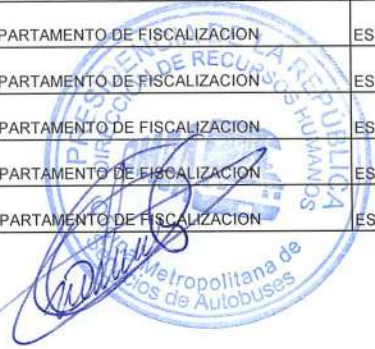 PARTAMENTO DE FISCALIZACION ES
PARTAMENTO DE FISCALIZACION ES
PARTAMENTO DE FISCALIZACION ES
PARTAMENTO DE FISCALIZACION ES
PARTAMENTO DE FISCALIZACION ES
PRESIDENCIA DE LA REPUBLICA
DIRECCION DE RECURSOS HUMANOS
Metropolitana de
de Autobuses